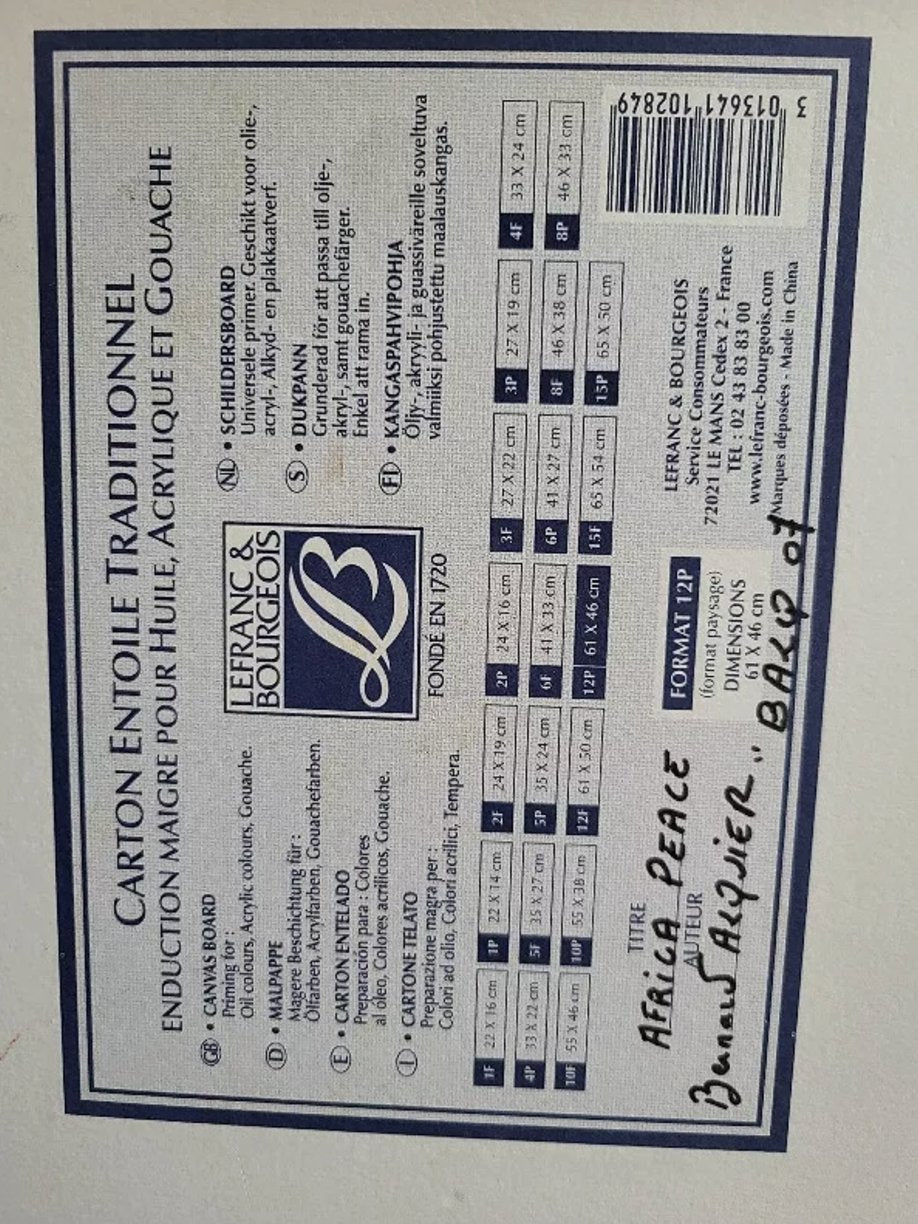 CARTON ENTOILE TRADITIONNEL
ENDUCTION MAIGRE POUR HUILE, ACRYLIQUE ET GOUACHE
GB • CANVAS BOARD
Priming for :
Oil colours, Acrylic colours, Gouache.
D • MALPAPPE
Magere Beschichtung für :
Ölfarben, Acrylfarben, Gouachefarben.
E • CARTON ENTELADO
Preparación para : Colores
al óleo, Colores acrílicos, Gouache.
I • CARTONE TELATO
Preparazione magra per :
Colori ad olio, Colori acrilici, Tempera.
LEFRANC &
BOURGEOIS
LB
FONDÉ EN 1720
NL • SCHILDERSBOARD
Universele primer. Geschikt voor olie-,
acryl-, Alkyd- en plakkaatverf.
S • DUKPANN
Grunderad för att passa till olje-,
akryl-, samt gouachefärger.
Enkel att rama in.
FI • KANGASPAHVIPOHJA
Öljy-, akryyli- ja guassiväreille soveltuva
valmiiksi pohjustettu maalauskangas.
1F 22 X 16 cm 1P 22 X 14 cm 2F 24 X 19 cm 2P 24 X 16 cm 3F 27 X 22 cm 3P 27 X 19 cm 4F 33 X 24 cm
4P 33 X 22 cm 5F 35 X 27 cm 5P 35 X 24 cm 6F 41 X 33 cm 6P 41 X 27 cm 8F 46 X 38 cm 8P 46 X 33 cm
10F 55 X 46 cm 10P 55 X 38 cm 12F 61 X 50 cm 12P 61 X 46 cm 15F 65 X 54 cm 15P 65 X 50 cm
TITRE
AFRICA PEACE
AUTEUR
Bernard ALQUIER. "BALQ 07
FORMAT 12P
(format paysage)
DIMENSIONS
61 X 46 cm
LEFRANC & BOURGEOIS
Service Consommateurs
72021 LE MANS Cedex 2 - France
TEL : 02 43 83 83 00
www.lefranc-bourgeois.com
Marques déposées - Made in China
3 013641 102849